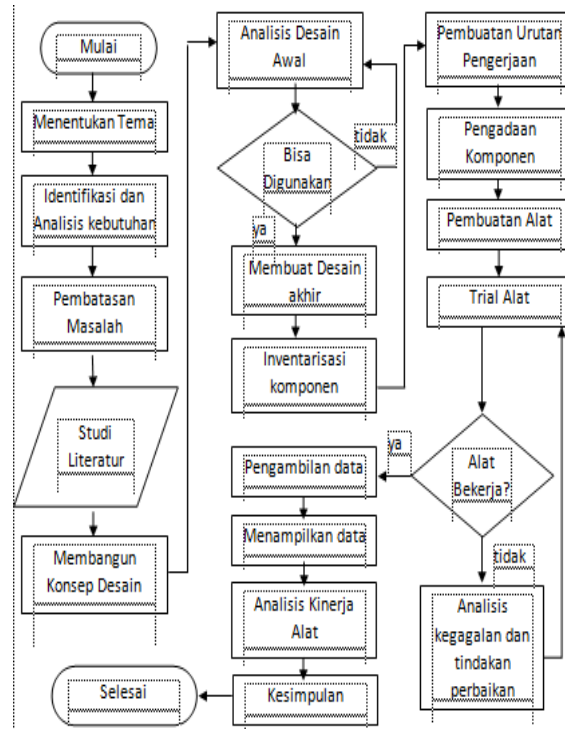 Mulai
Menentukan Tema
Identifikasi dan
Analisis kebutuhan
Pembatasan
Masalah
Studi
Literatur
Membangun
Konsep Desain
Analisis Desain
Awal
Bisa
Digunakan
tidak
ya
Membuat Desain
akhir
Inventarisasi
komponen
Pembuatan Urutan
Pengerjaan
Pengadaan
Komponen
Pembuatan Alat
Trial Alat
Alat
Bekerja?
ya
tidak
Analisis
kegagalan dan
tindakan
perbaikan
Pengambilan data
Menampilkan data
Analisis Kinerja
Alat
Kesimpulan
Selesai